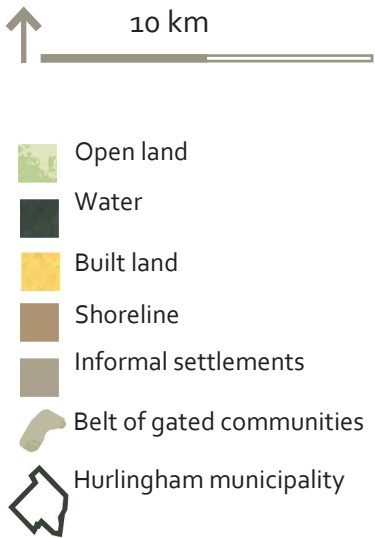 10 km
Open land
Water
Built land
Shoreline
Informal settlements
Belt of gated communities
Hurlingham municipality